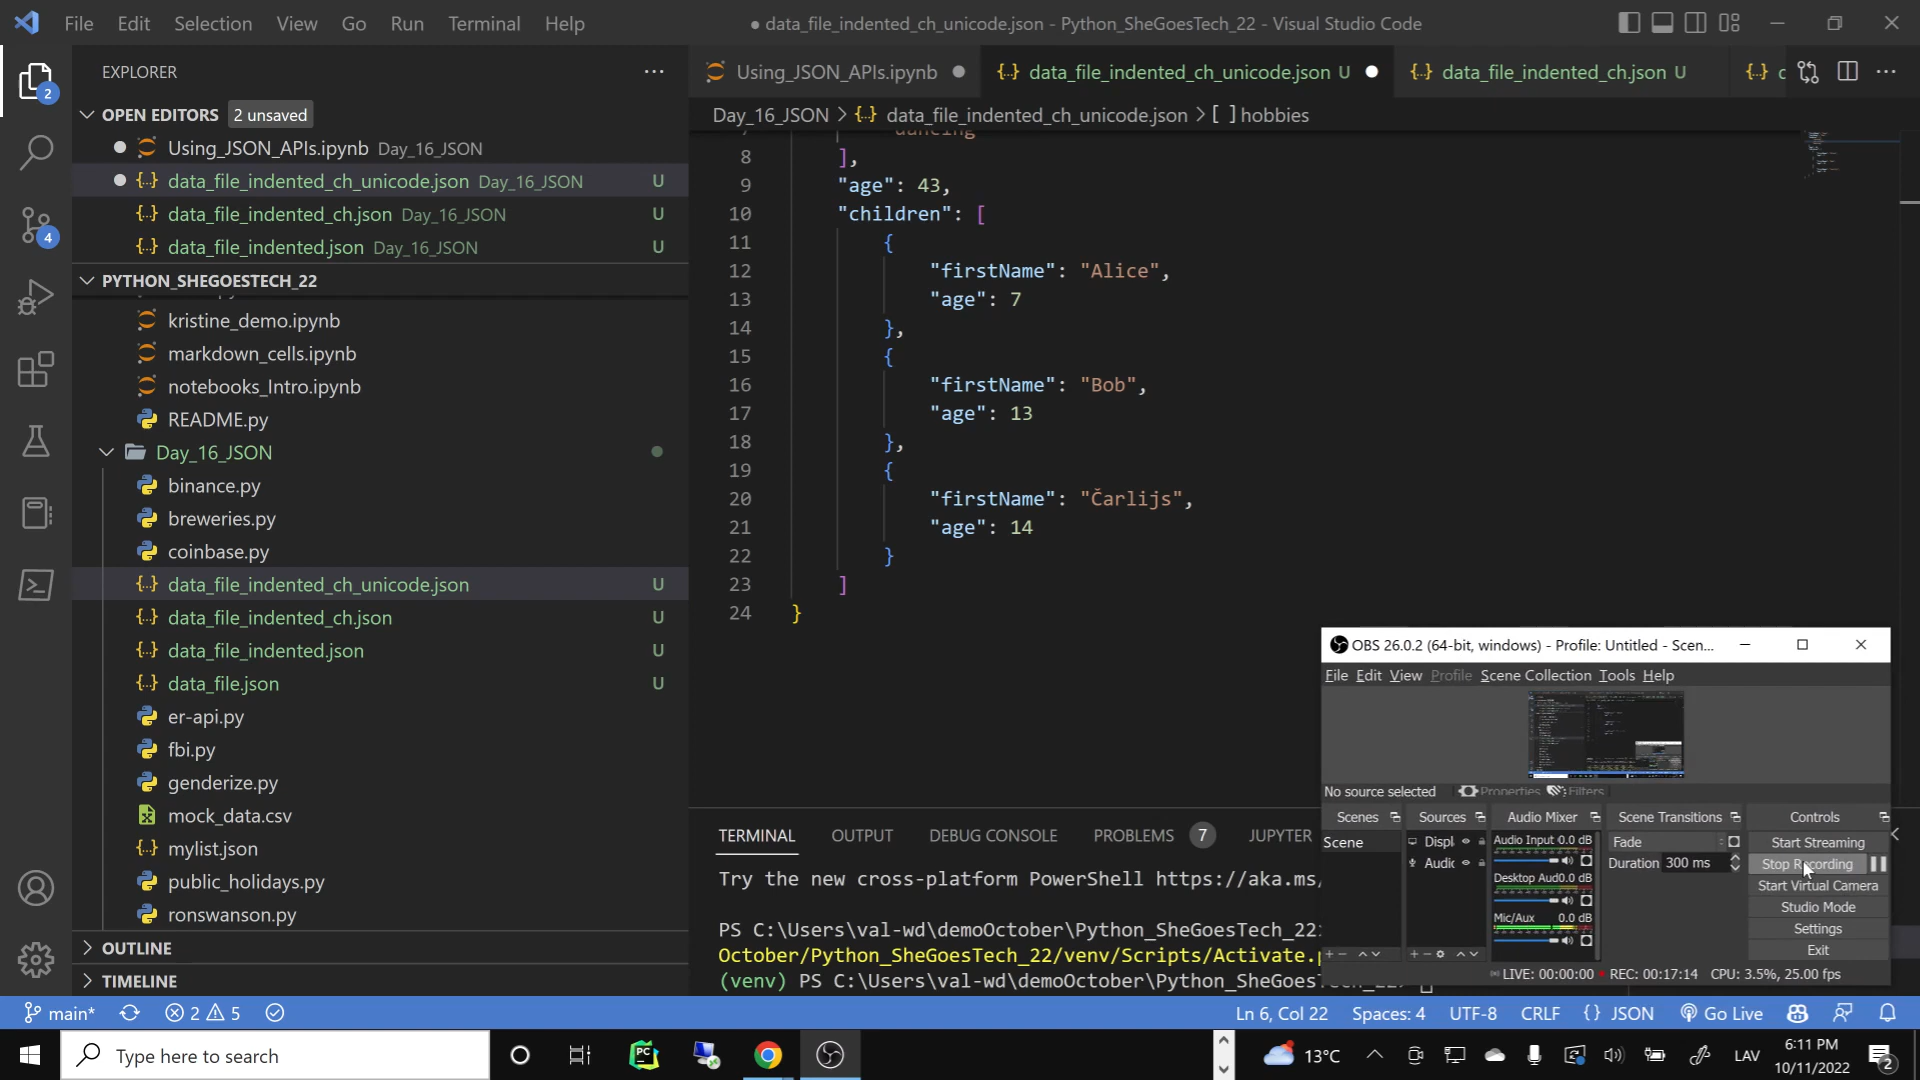 File Edit Selection View Go Run Terminal Help
● data_file_indented_ch_unicode.json - Python_SheGoesTech_22 - Visual Studio Code
EXPLORER
OPEN EDITORS 2 unsaved
Using_JSON_APIs.ipynb Day_16_JSON
data_file_indented_ch_unicode.json Day_16_JSON U
data_file_indented_ch.json Day_16_JSON U
data_file_indented.json Day_16_JSON U
PYTHON_SHEGOESTECH_22
kristine_demo.ipynb
markdown_cells.ipynb
notebooks_Intro.ipynb
README.py
Day_16_JSON
binance.py
breweries.py
coinbase.py
data_file_indented_ch_unicode.json U
data_file_indented_ch.json U
data_file_indented.json U
data_file.json U
er-api.py
fbi.py
genderize.py
mock_data.csv
mylist.json
public_holidays.py
ronswanson.py
OUTLINE
TIMELINE
2
4
Using_JSON_APIs.ipynb
data_file_indented_ch_unicode.json U
data_file_indented_ch.json U
Day_16_JSON > {} data_file_indented_ch_unicode.json > [ ] hobbies
dancing
8 ],
9 "age": 43,
10 "children": [
11 {
12 "firstName": "Alice",
13 "age": 7
14 },
15 {
16 "firstName": "Bob",
17 "age": 13
18 },
19 {
20 "firstName": "Čarlijs",
21 "age": 14
22 }
23 ]
24 }
TERMINAL OUTPUT DEBUG CONSOLE PROBLEMS 7 JUPYTER
Try the new cross-platform PowerShell https://aka.ms/
PS C:\Users\val-wd\demoOctober\Python_SheGoesTech_22
October/Python_SheGoesTech_22/venv/Scripts/Activate.p
(venv) PS C:\Users\val-wd\demoOctober\Python_SheGoes
OBS 26.0.2 (64-bit, windows) - Profile: Untitled - Scen...
File Edit View Profile Scene Collection Tools Help
No source selected Properties Filters
Scenes Sources Audio Mixer Scene Transitions Controls
Scene
Displ
Audic
Audio Input 0.0 dB
Desktop Aud0.0 dB
Mic/Aux 0.0 dB
Fade
Duration 300 ms
Start Streaming
Stop Recording
Start Virtual Camera
Studio Mode
Settings
Exit
LIVE: 00:00:00 REC: 00:17:14 CPU: 3.5%, 25.00 fps
main* 2 5
Ln 6, Col 22 Spaces: 4 UTF-8 CRLF {} JSON Go Live
Type here to search
13°C LAV 6:11 PM
10/11/2022 2